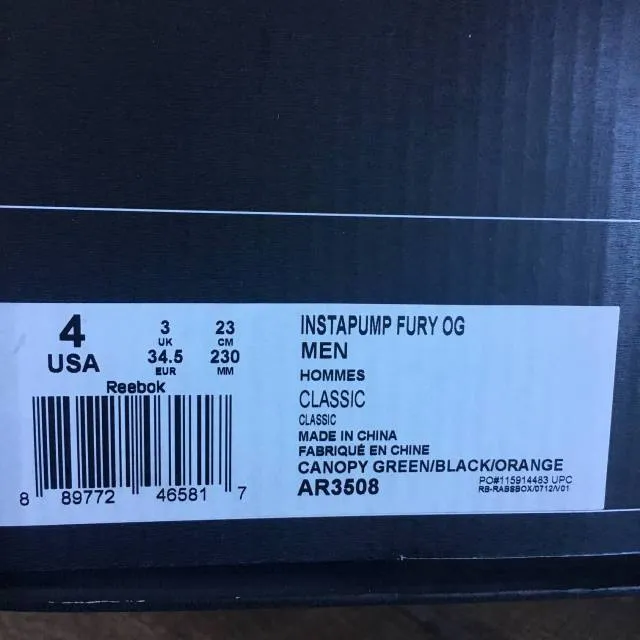 4
USA
3
UK
34.5
EUR
23
CM
230
MM
Reebok
8 89772 46581 7
INSTAPUMP FURY OG
MEN
HOMMES
CLASSIC
CLASSIC
MADE IN CHINA
FABRIQUÉ EN CHINE
CANOPY GREEN/BLACK/ORANGE
AR3508
PO#115914483 UPC
RB-RABSBOX/0712/V01